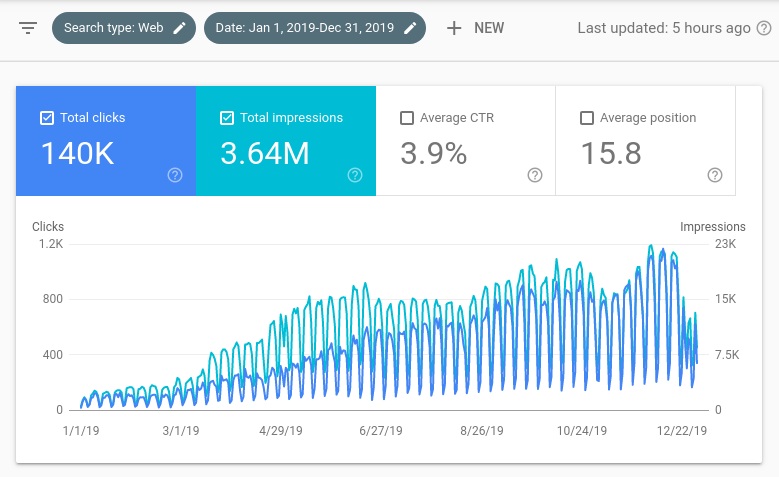 Search type: Web
Date: Jan 1, 2019-Dec 31, 2019
NEW
Last updated: 5 hours ago
Total clicks
140K
Total impressions
3.64M
Average CTR
3.9%
Average position
15.8
Clicks
Impressions
1.2K
23K
800
15K
400
7.5K
0
0
1/1/19 3/1/19 4/29/19 6/27/19 8/26/19 10/24/19 12/22/19